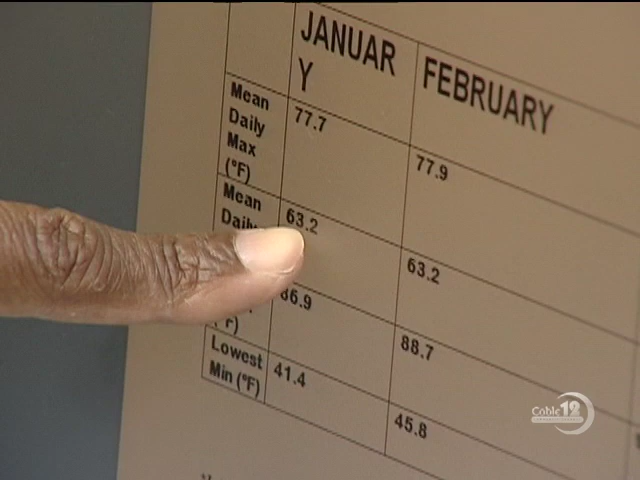 JANUAR
Y
FEBRUARY
Mean
Daily
Max
(°F)
77.7
77.9
Mean
63.2
63.2
86.9
88.7
Lowest
Min (°F)
41.4
45.8
Cable 12